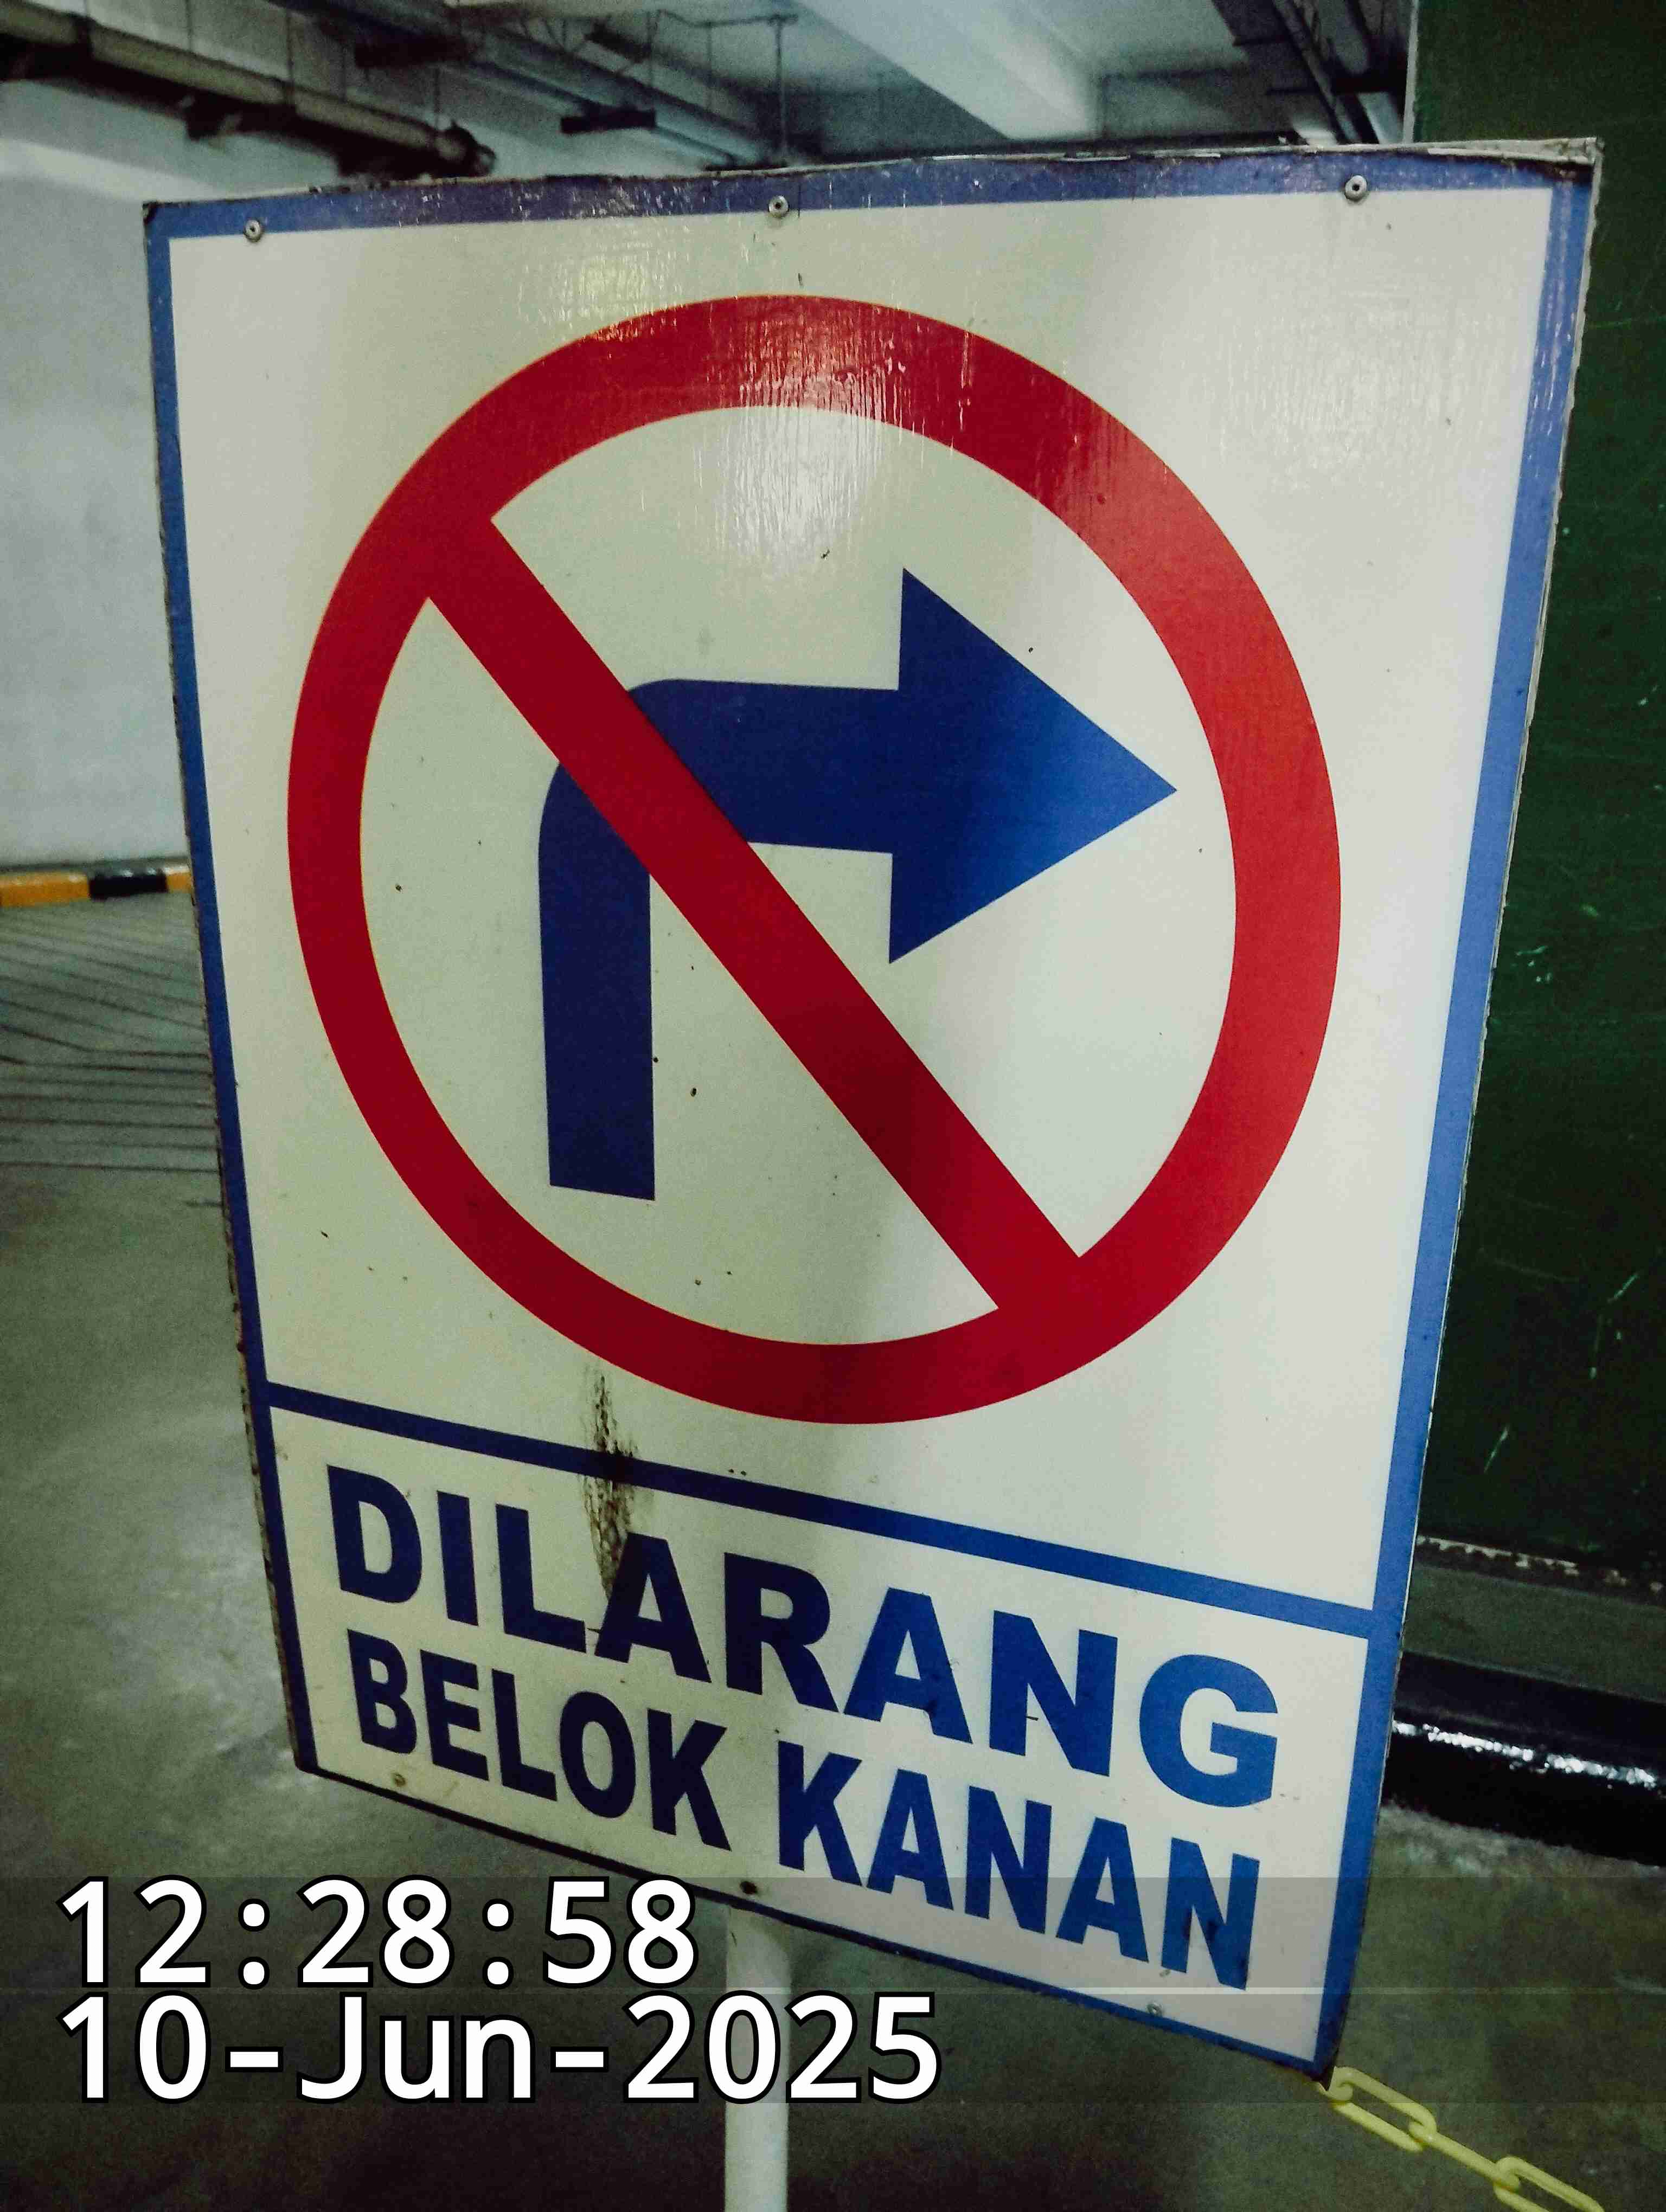 DILARANG
BELOK KANAN
12:28:58
10-Jun-2025